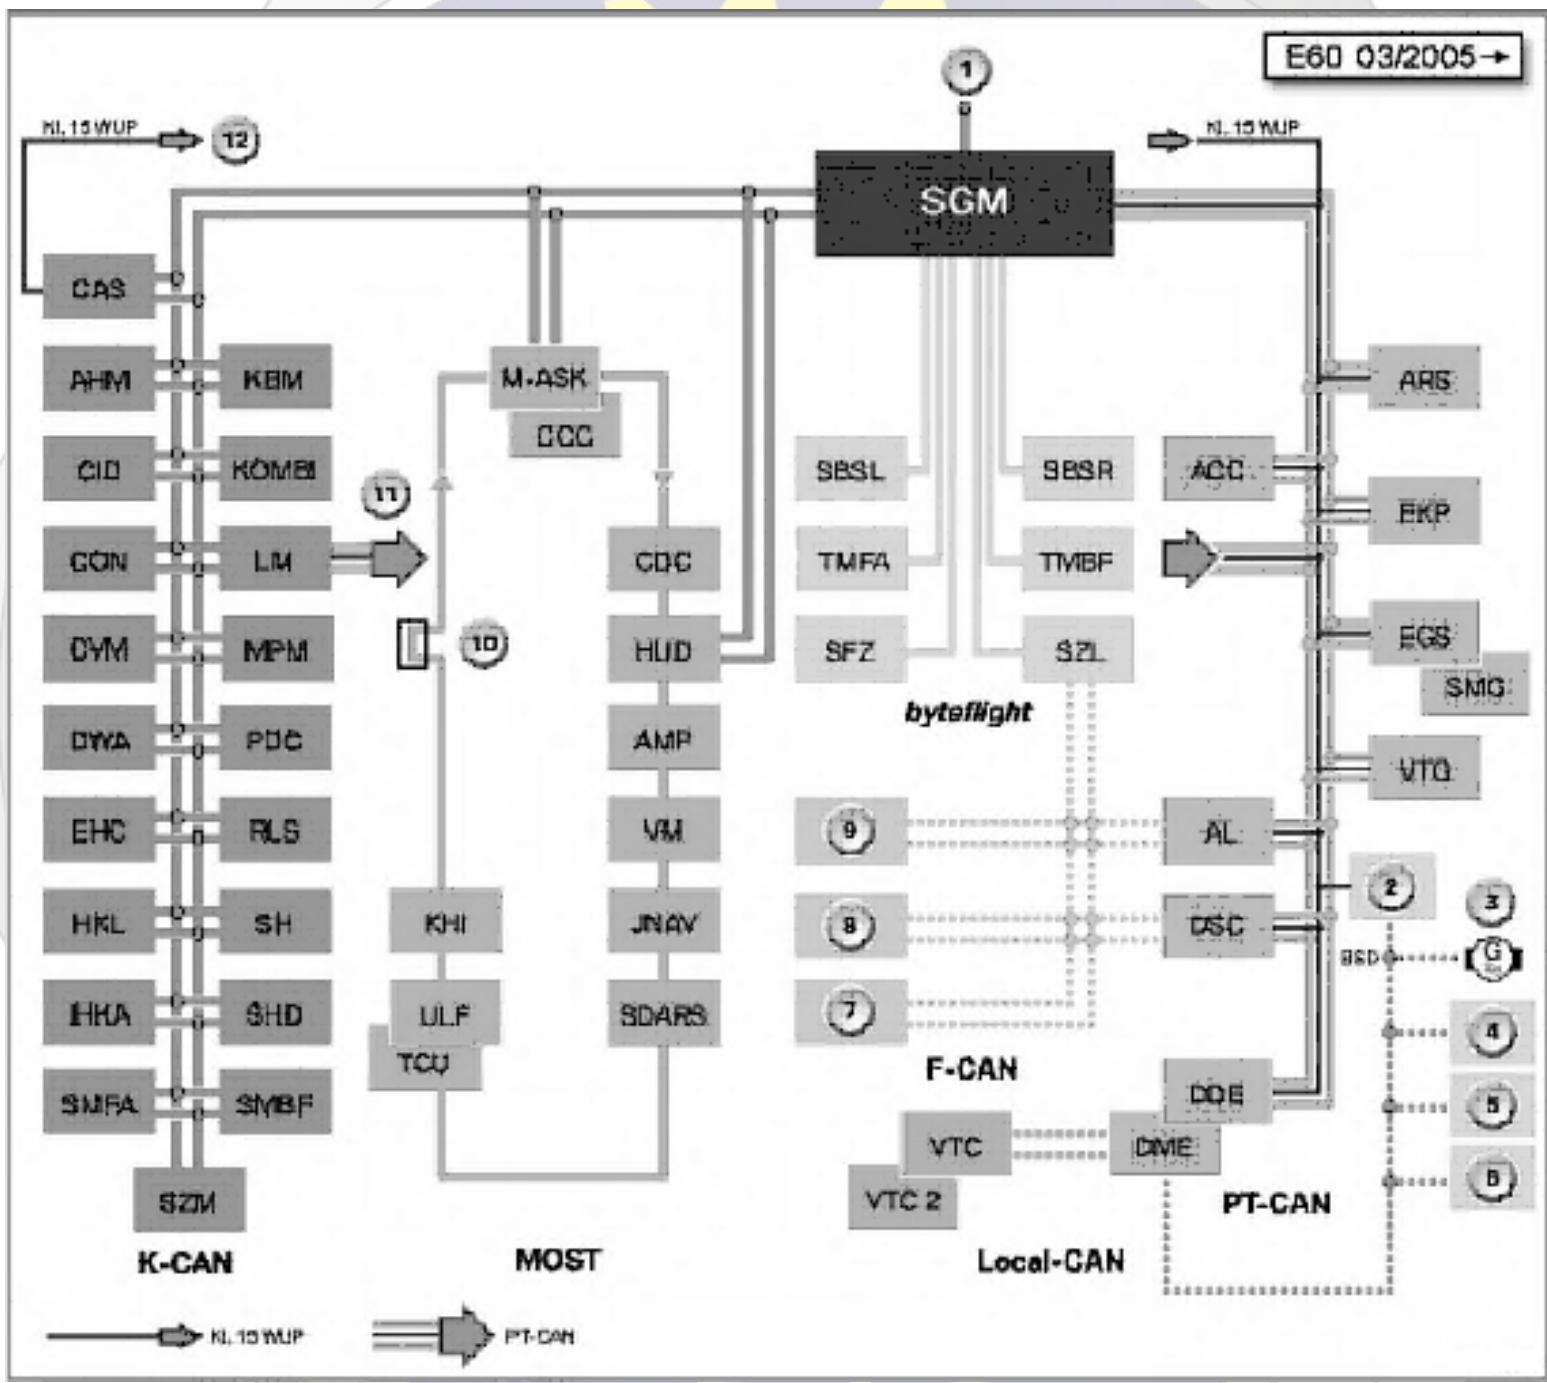 E60 03/2005→
1
Kl. 15 WUP
12
Kl. 15 WUP
SGM
CAS
M-ASK
AHM
KBM
ARS
CCC
CID
KOMBI
SBSL
SBSR
ACC
11
EKP
CON
LM
CDC
TMFA
TMBF
EGS
DVM
MPM
10
HUD
SFZ
SZL
SMG
byteflight
DWA
PDC
AMP
VTG
EHC
RLS
VM
9
AL
2
3
HKL
SH
KHI
JNAV
8
DSC
BSD
G
IHKA
SHD
ULF
SDARS
7
4
TCU
F-CAN
SMFA
SMBF
DDE
5
VTC
DME
6
SZM
VTC 2
PT-CAN
K-CAN
MOST
Local-CAN
Kl. 15 WUP
PT-CAN